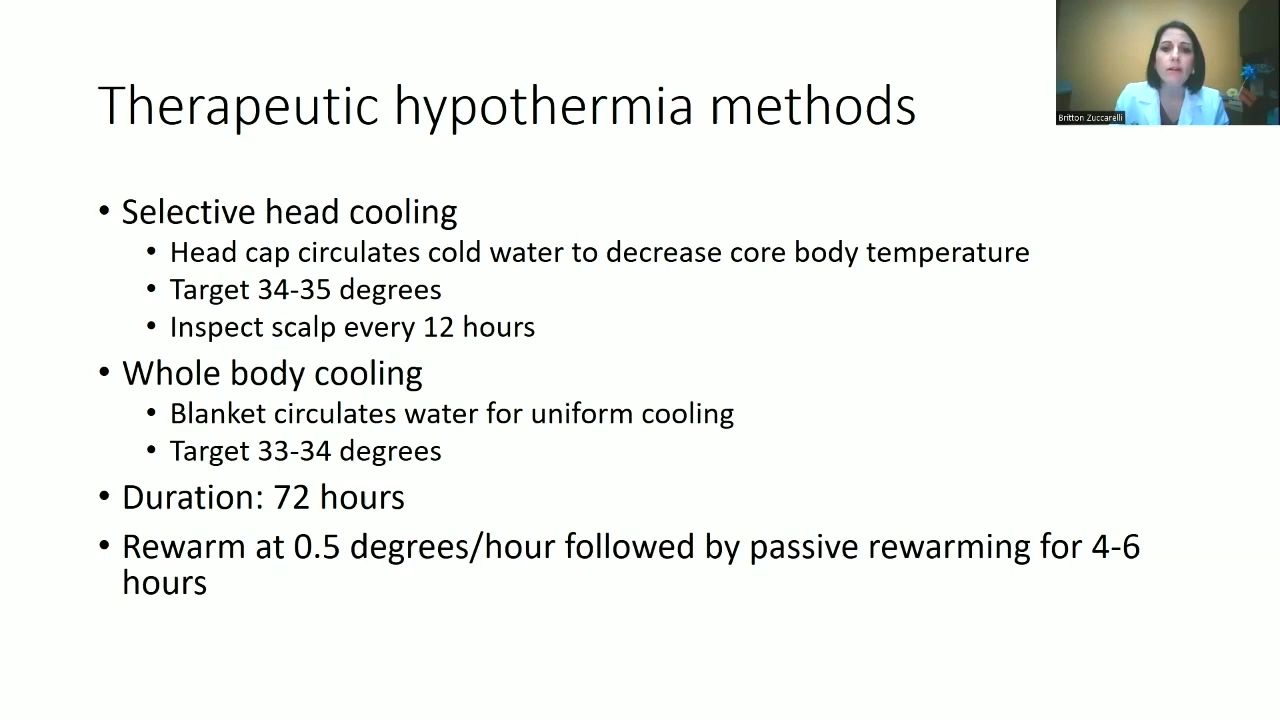 Therapeutic hypothermia methods
Britton Zuccarelli
• Selective head cooling
• Head cap circulates cold water to decrease core body temperature
• Target 34-35 degrees
• Inspect scalp every 12 hours
• Whole body cooling
• Blanket circulates water for uniform cooling
• Target 33-34 degrees
• Duration: 72 hours
• Rewarm at 0.5 degrees/hour followed by passive rewarming for 4-6
hours